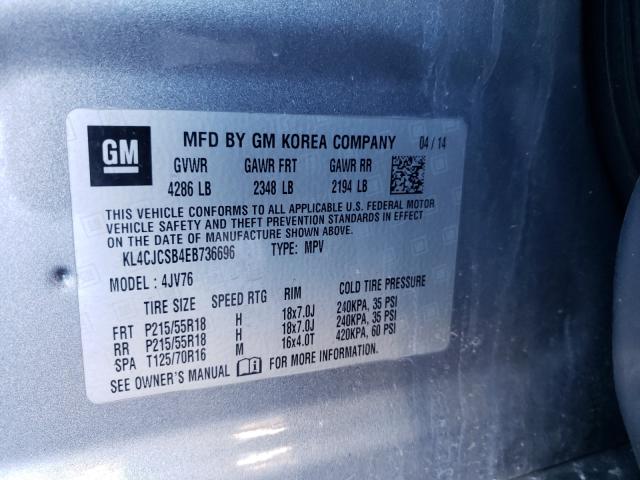 GM MFD BY GM KOREA COMPANY 04 / 14
GVWR GAWR FRT GAWR RR
4286 LB 2348 LB 2194 LB
THIS VEHICLE CONFORMS TO ALL APPLICABLE U.S. FEDERAL MOTOR
VEHICLE SAFETY AND THEFT PREVENTION STANDARDS IN EFFECT
ON THE DATE OF MANUFACTURE SHOWN ABOVE.
KL4CJCSB4EB736696 TYPE: MPV
MODEL: 4JV76
TIRE SIZE SPEED RTG RIM COLD TIRE PRESSURE
FRT P215/55R18 H 18x7.0J 240KPA, 35 PSI
RR P215/55R18 H 18x7.0J 240KPA, 35 PSI
SPA T125/70R16 M 16x4.0T 420KPA, 60 PSI
SEE OWNER'S MANUAL FOR MORE INFORMATION.